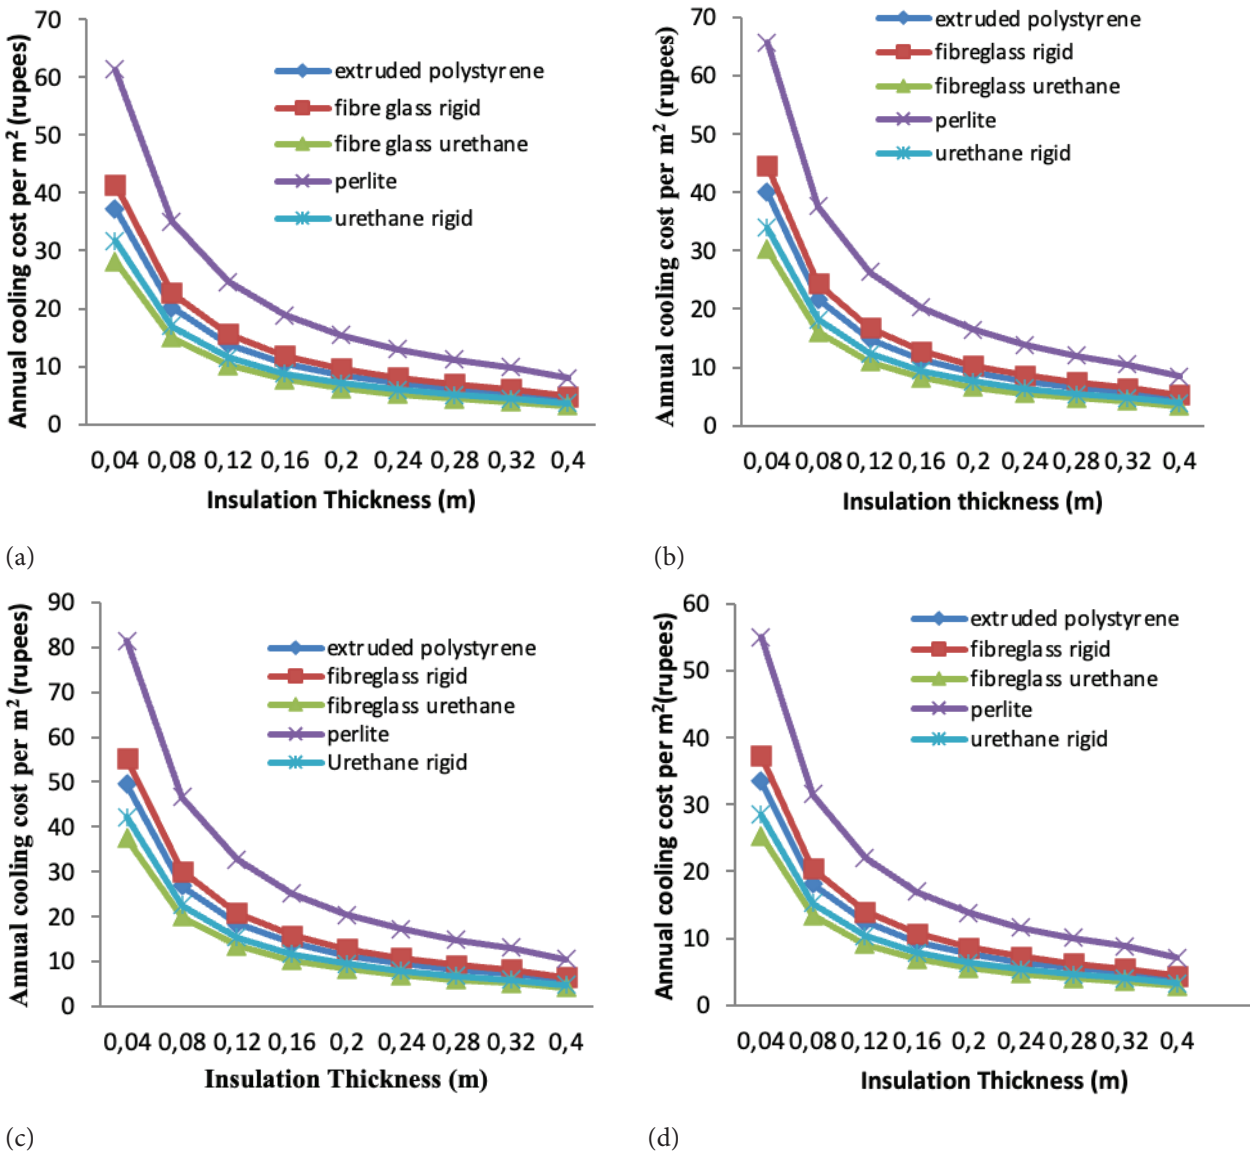 Annual cooling cost per m² (rupees)
70
60
50
40
30
20
10
0
extruded polystyrene
fibre glass rigid
fibre glass urethane
perlite
urethane rigid
0,04 0,08 0,12 0,16 0,2 0,24 0,28 0,32 0,4
Insulation Thickness (m)
(a)
Annual cooling cost per m² (rupees)
70
60
50
40
30
20
10
0
extruded polystyrene
fibreglass rigid
fibreglass urethane
perlite
urethane rigid
0,04 0,08 0,12 0,16 0,2 0,24 0,28 0,32 0,4
Insulation thickness (m)
(b)
Annual cooling cost per m² (rupees)
90
80
70
60
50
40
30
20
10
0
extruded polystyrene
fibreglass rigid
fibreglass urethane
perlite
Urethane rigid
0,04 0,08 0,12 0,16 0,2 0,24 0,28 0,32 0,4
Insulation Thickness (m)
(c)
Annual cooling cost per m²(rupees)
60
50
40
30
20
10
0
extruded polystyrene
fibreglass rigid
fibreglass urethane
perlite
urethane rigid
0,04 0,08 0,12 0,16 0,2 0,24 0,28 0,32 0,4
Insulation Thickness (m)
(d)